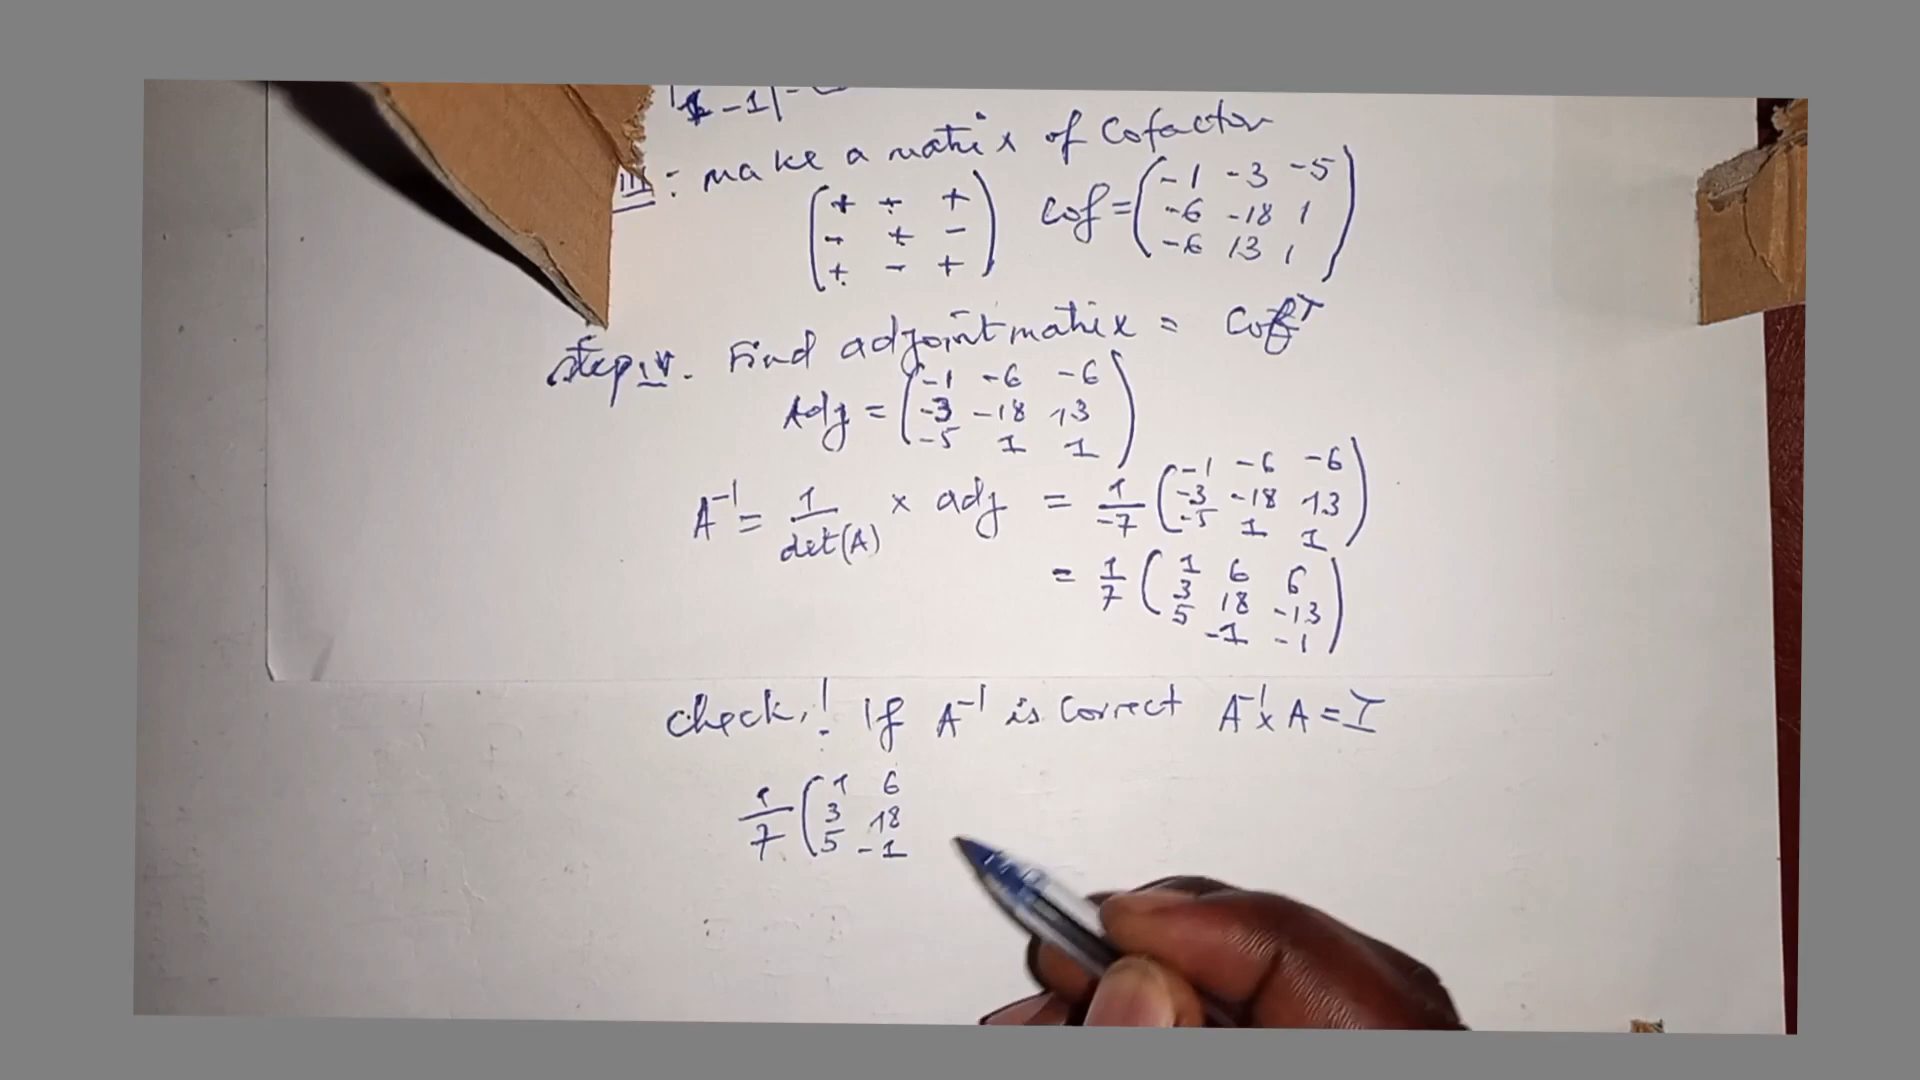 1 -1
III: make a matrix of Cofactor
+ + +
- + -
+ - +
cof = ( -1 -3 -5
-6 -18 1
-6 13 1 )
Step IV. Find adjoint matrix = Cof^T
Adj = ( -1 -6 -6
-3 -18 13
-5 1 1 )
A^-1 = 1/det(A) × adj = 1/-7 ( -1 -6 -6
-3 -18 13
-5 1 1 )
= 1/7 ( 1 6 6
3 18 -13
5 -1 -1 )
check,! If A^-1 is correct A^-1 x A = I
1/7 ( 1 6
3 18
5 -1